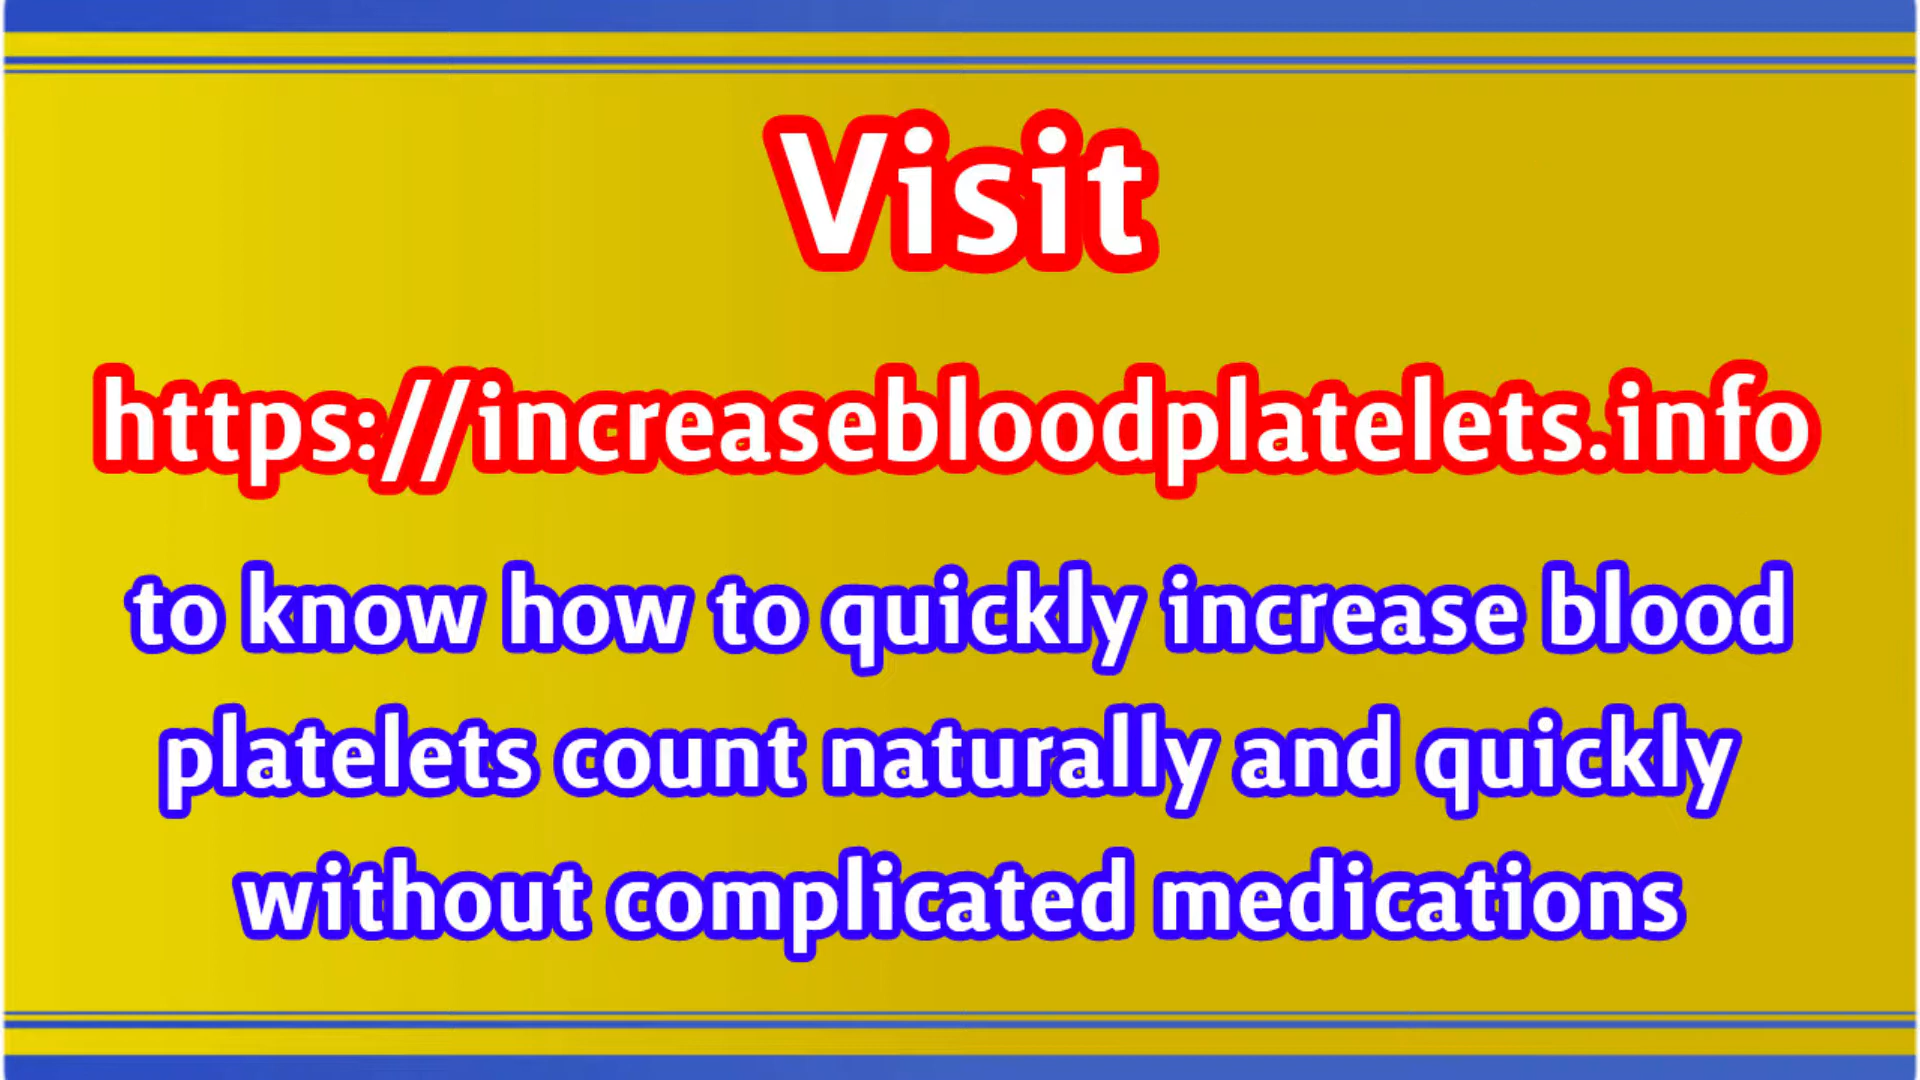 Visit
https://increasebloodplatelets.info
to know how to quickly increase blood
platelets count naturally and quickly
without complicated medications